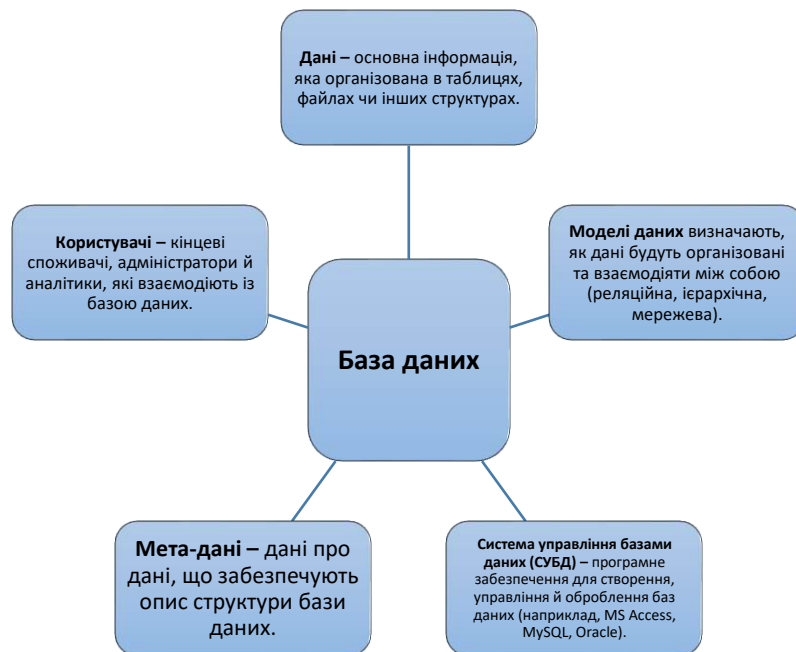 Дані – основна інформація,
яка організована в таблицях,
файлах чи інших структурах.
Користувачі – кінцеві
споживачі, адміністратори й
аналітики, які взаємодіють із
базою даних.
Моделі даних визначають,
як дані будуть організовані
та взаємодіяти між собою
(реляційна, ієрархічна,
мережева).
База даних
Мета-дані – дані про
дані, що забезпечують
опис структури бази
даних.
Система управління базами
даних (СУБД) – програмне
забезпечення для створення,
управління й оброблення баз
даних (наприклад, MS Access,
MySQL, Oracle).